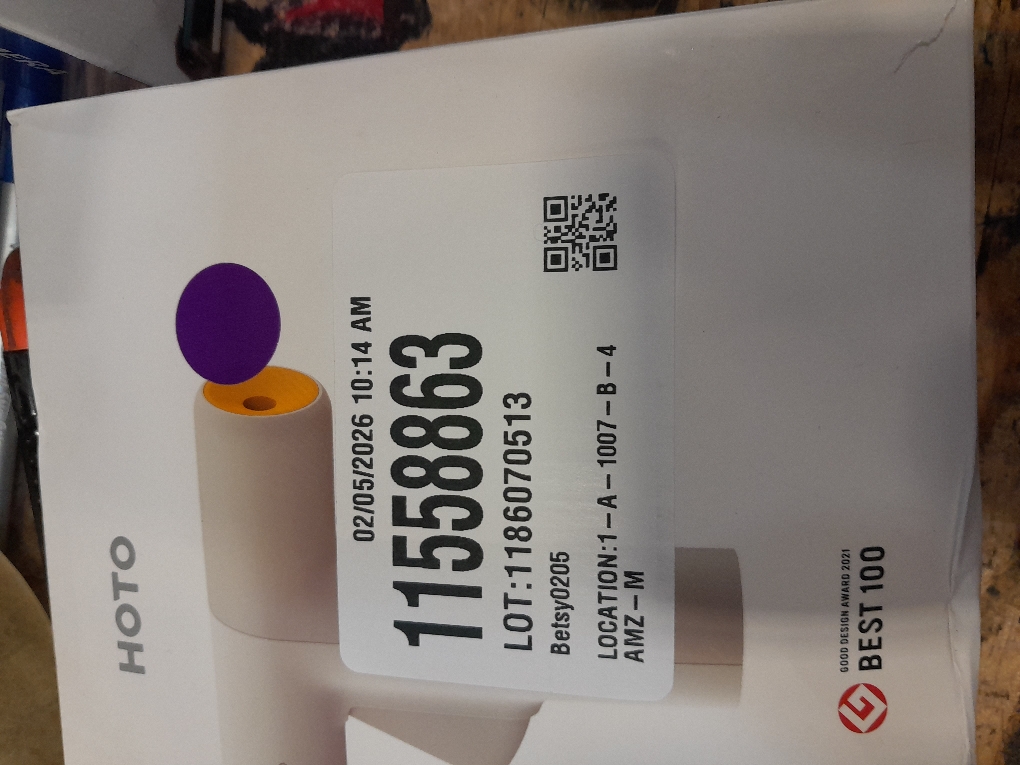 HOTO
02/05/2026 10:14 AM
11558863
LOT:1186070513
Betsy0205
LOCATION:1-A-1007-B-4
AMZ-M
GOOD DESIGN AWARD 2021
BEST 100